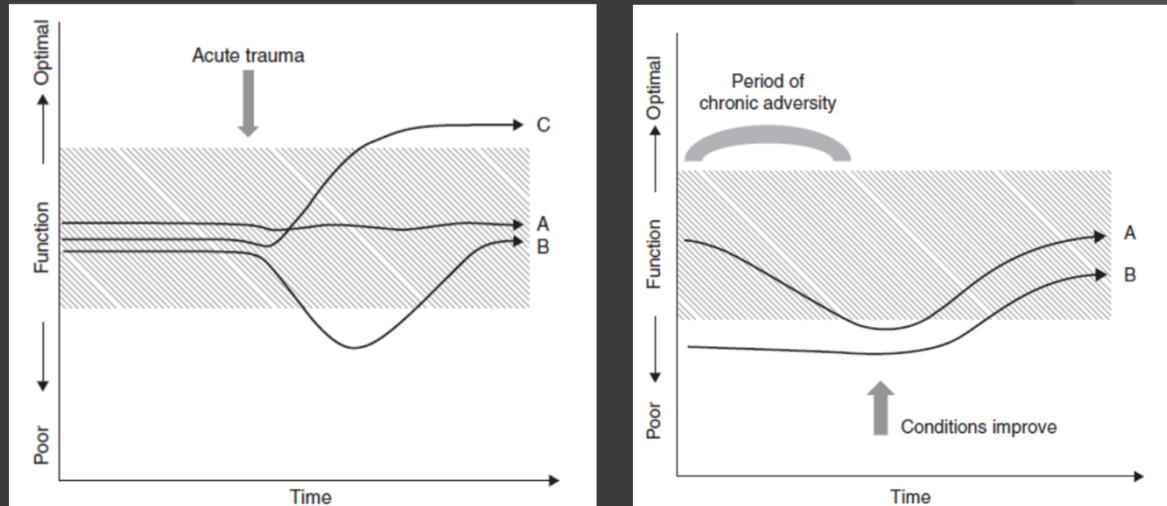 Optimal
Function
Poor
Acute trauma
C
A
B
Time
Optimal
Function
Poor
Period of
chronic adversity
A
B
Conditions improve
Time